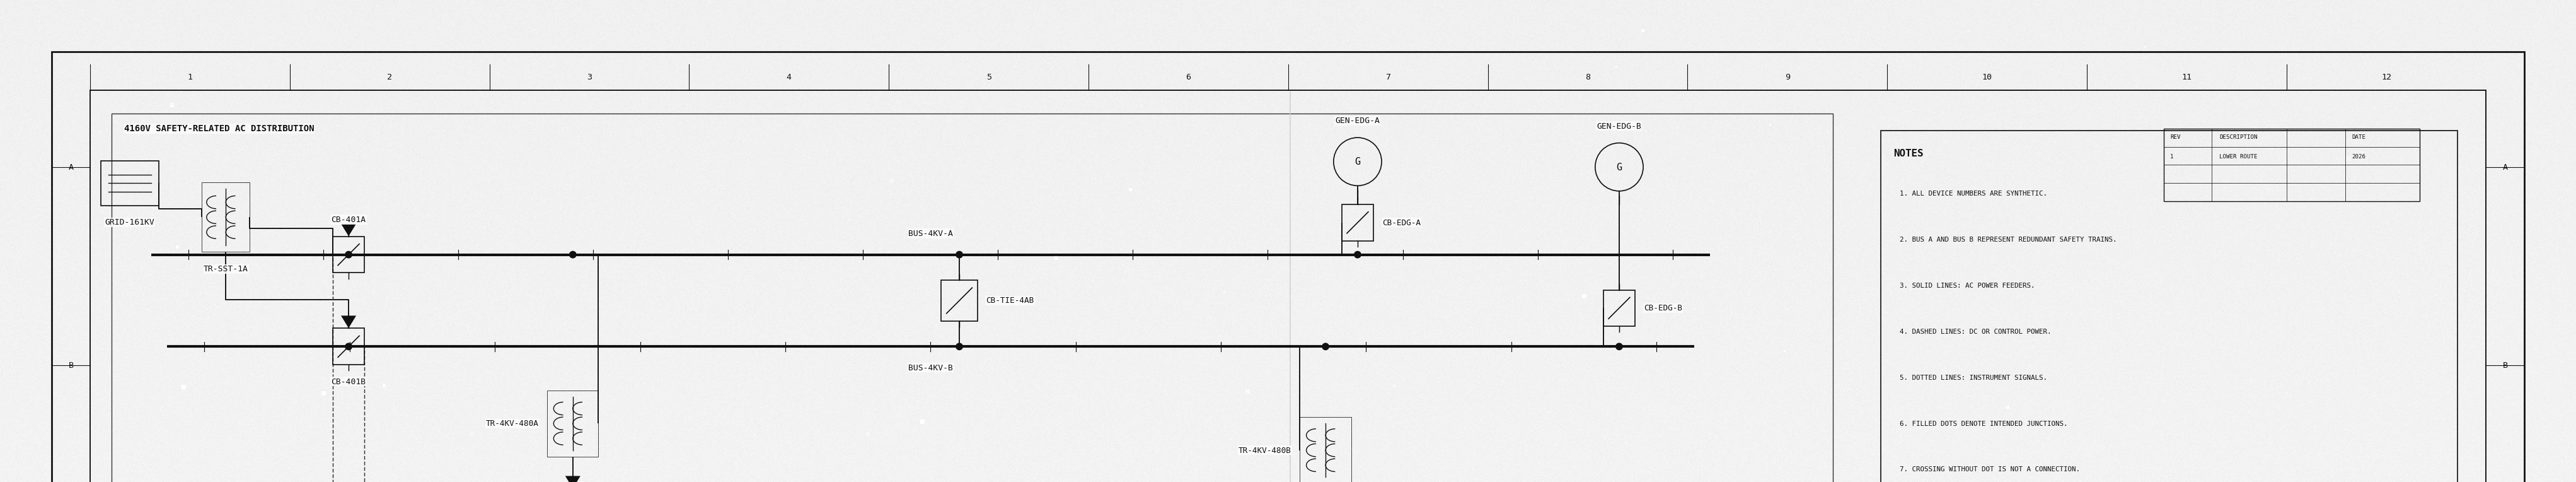 1 2 3 4 5 6 7 8 9 10 11 12
4160V SAFETY-RELATED AC DISTRIBUTION
GEN-EDG-A
GEN-EDG-B
G
G
A
A
GRID-161KV
CB-401A
CB-EDG-A
BUS-4KV-A
TR-SST-1A
CB-TIE-4AB
CB-EDG-B
B
B
BUS-4KV-B
CB-401B
TR-4KV-480A
TR-4KV-480B
NOTES
REV DESCRIPTION DATE
1 LOWER ROUTE 2026
1. ALL DEVICE NUMBERS ARE SYNTHETIC.
2. BUS A AND BUS B REPRESENT REDUNDANT SAFETY TRAINS.
3. SOLID LINES: AC POWER FEEDERS.
4. DASHED LINES: DC OR CONTROL POWER.
5. DOTTED LINES: INSTRUMENT SIGNALS.
6. FILLED DOTS DENOTE INTENDED JUNCTIONS.
7. CROSSING WITHOUT DOT IS NOT A CONNECTION.